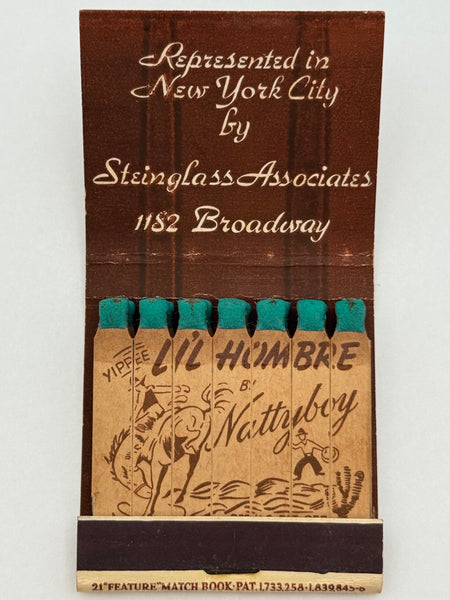 Represented in
New York City
by
Steinglass Associates
1182 Broadway
YIPPEE
LI'L HOMBRE
BY
Nattyboy
21 "FEATURE" MATCH BOOK·PAT. 1,733,258·1,839,845-6